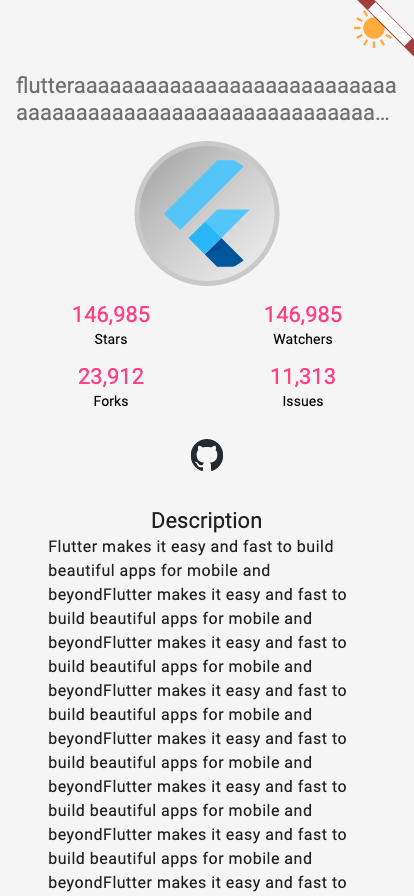 flutteraaaaaaaaaaaaaaaaaaaaaaaaaaa
aaaaaaaaaaaaaaaaaaaaaaaaaaaaaa…
146,985
Stars
146,985
Watchers
23,912
Forks
11,313
Issues
Description
Flutter makes it easy and fast to build
beautiful apps for mobile and
beyondFlutter makes it easy and fast to
build beautiful apps for mobile and
beyondFlutter makes it easy and fast to
build beautiful apps for mobile and
beyondFlutter makes it easy and fast to
build beautiful apps for mobile and
beyondFlutter makes it easy and fast to
build beautiful apps for mobile and
beyondFlutter makes it easy and fast to
build beautiful apps for mobile and
beyondFlutter makes it easy and fast to
build beautiful apps for mobile and
beyondFlutter makes it easy and fast to